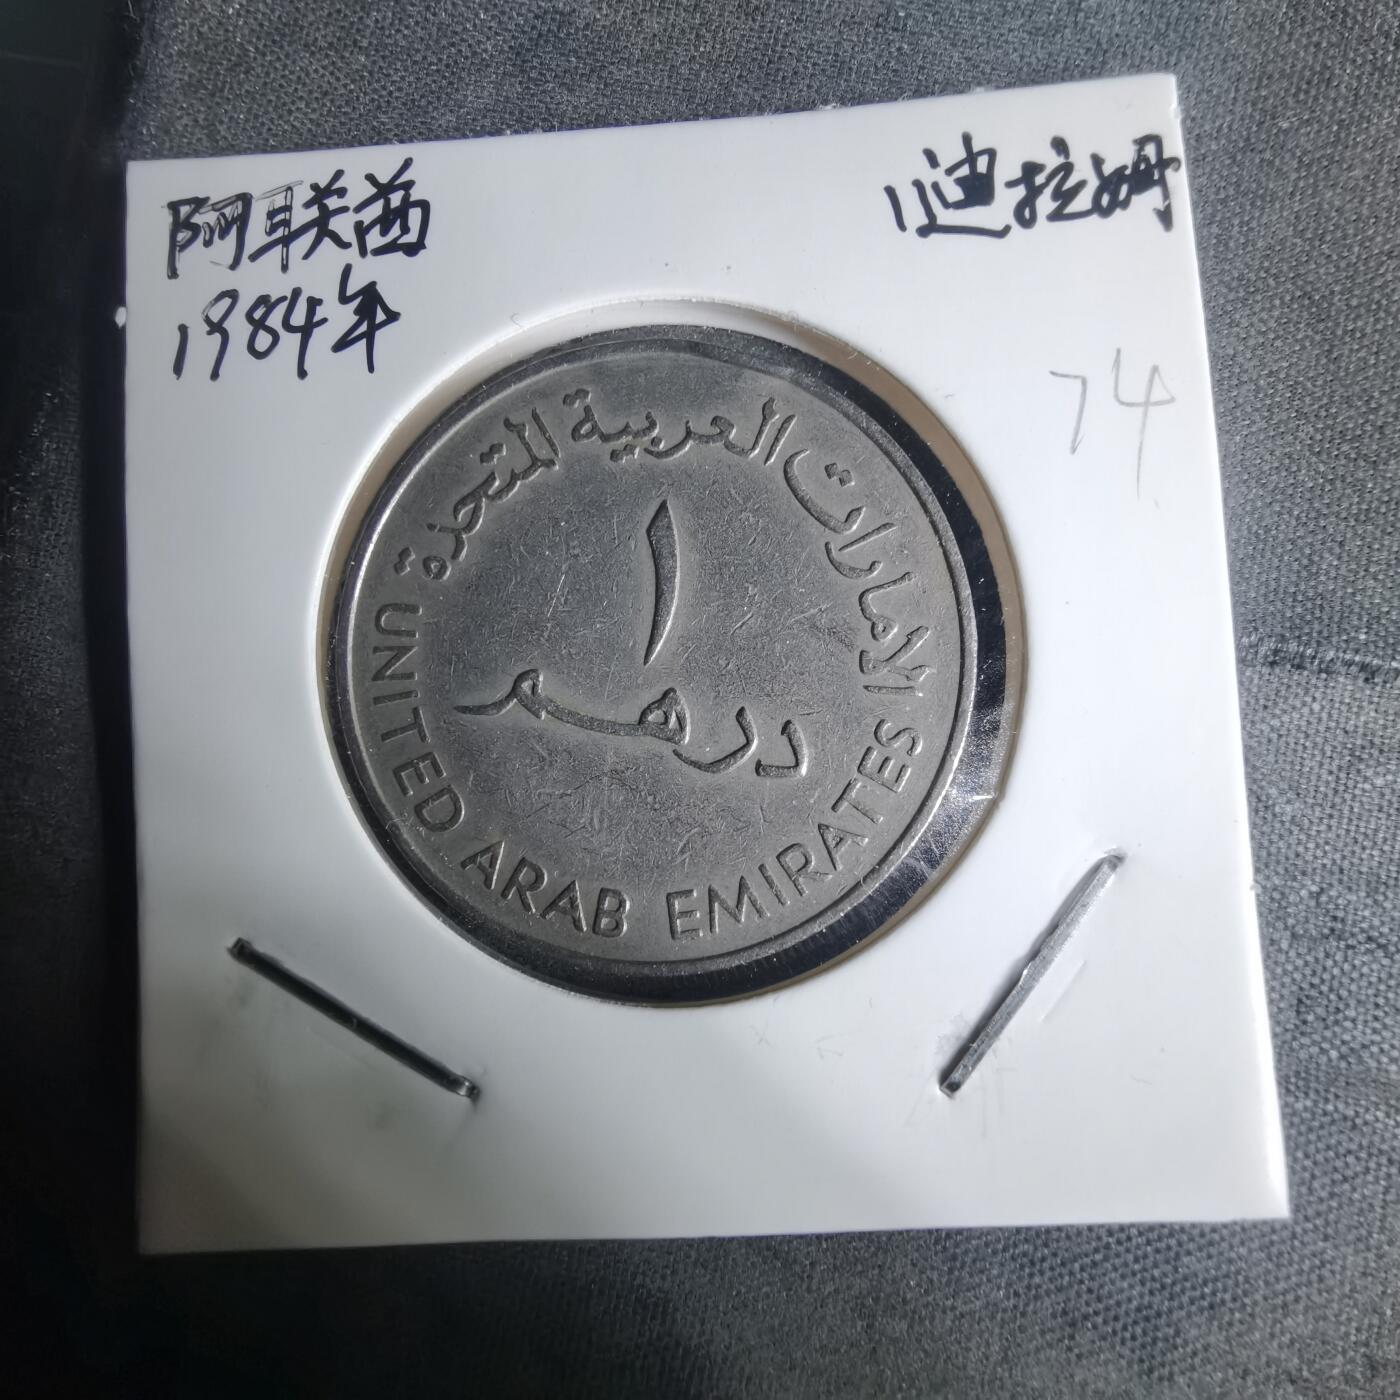 阿联酋
1984年
1迪拉姆
74
الامارات العربية المتحدة
١
درهم
UNITED ARAB EMIRATES